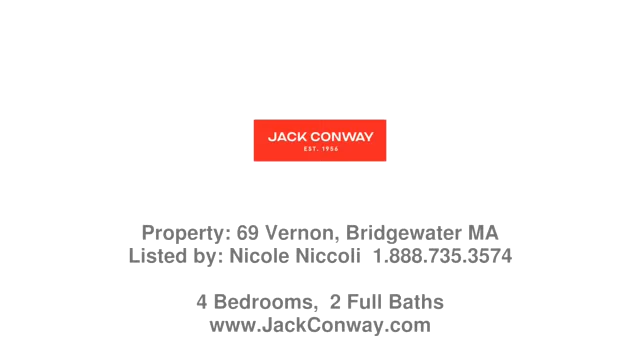 JACK CONWAY
EST. 1956
Property: 69 Vernon, Bridgewater MA
Listed by: Nicole Niccoli  1.888.735.3574
4 Bedrooms,  2 Full Baths
www.JackConway.com